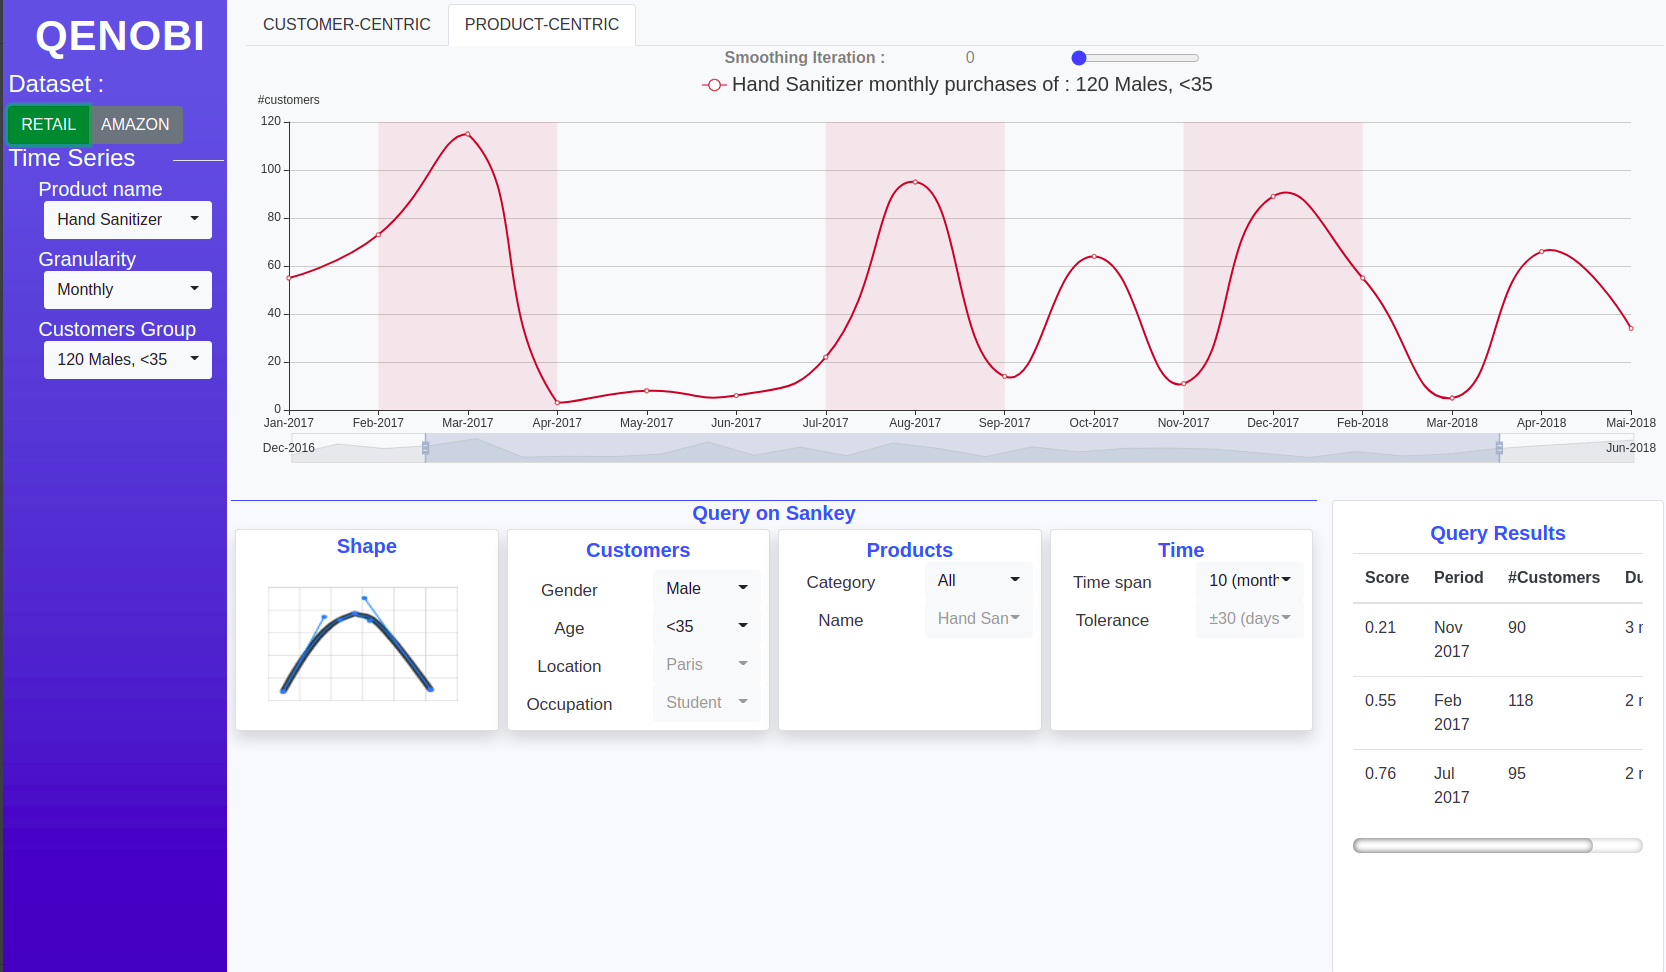 QENOBI
Dataset :
RETAIL AMAZON
Time Series
Product name
Hand Sanitizer
Granularity
Monthly
Customers Group
120 Males, <35
CUSTOMER-CENTRIC PRODUCT-CENTRIC
Smoothing Iteration : 0
Hand Sanitizer monthly purchases of : 120 Males, <35
#customers
120
100
80
60
40
20
0
Jan-2017 Feb-2017 Mar-2017 Apr-2017 May-2017 Jun-2017 Jul-2017 Aug-2017 Sep-2017 Oct-2017 Nov-2017 Dec-2017 Feb-2018 Mar-2018 Apr-2018 Mai-2018
Dec-2016 Jun-2018
Query on Sankey
Shape
Customers
Gender Male
Age <35
Location Paris
Occupation Student
Products
Category All
Name Hand San
Time
Time span 10 (month
Tolerance ±30 (days
Query Results
Score Period #Customers Du
0.21 Nov 2017 90 3 r
0.55 Feb 2017 118 2 r
0.76 Jul 2017 95 2 r